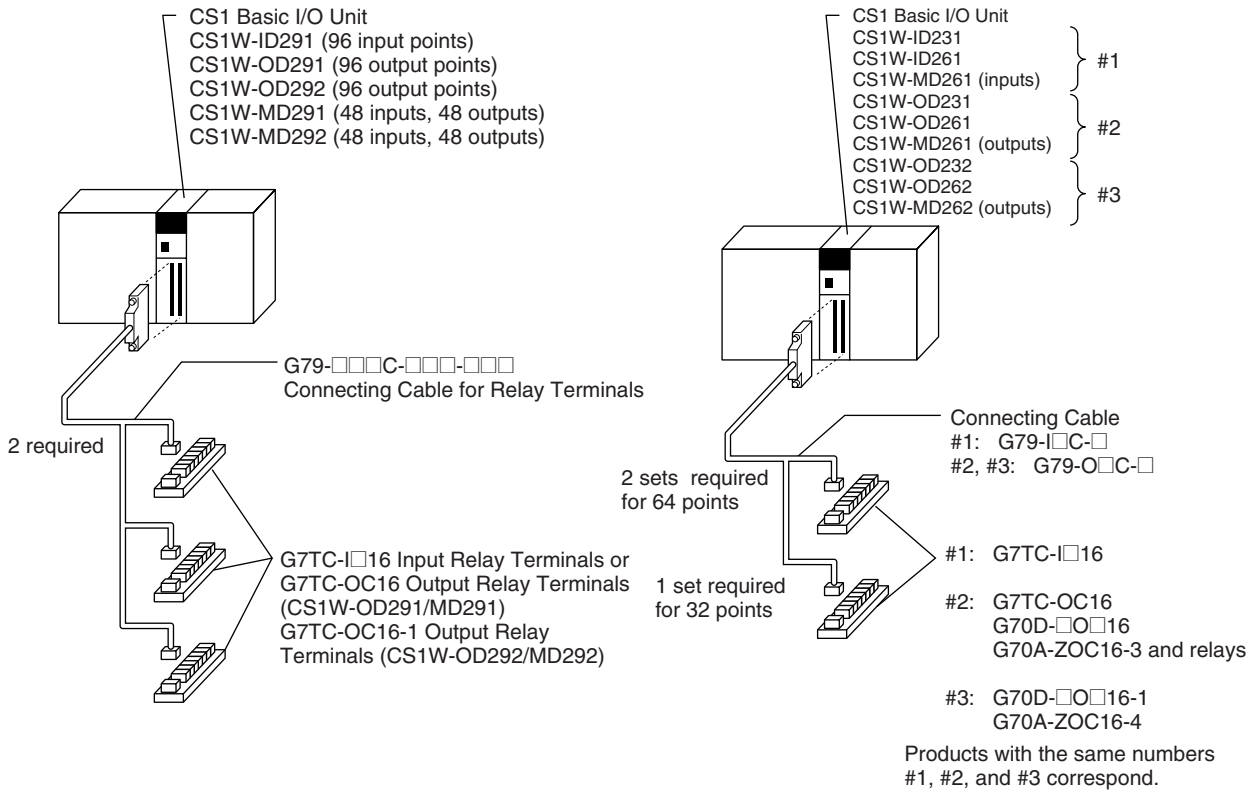 CS1 Basic I/O Unit
CS1W-ID291 (96 input points)
CS1W-OD291 (96 output points)
CS1W-OD292 (96 output points)
CS1W-MD291 (48 inputs, 48 outputs)
CS1W-MD292 (48 inputs, 48 outputs)
G79-□□□C-□□□-□□□
Connecting Cable for Relay Terminals
2 required
G7TC-I□16 Input Relay Terminals or
G7TC-OC16 Output Relay Terminals
(CS1W-OD291/MD291)
G7TC-OC16-1 Output Relay
Terminals (CS1W-OD292/MD292)
CS1 Basic I/O Unit
CS1W-ID231
CS1W-ID261
CS1W-MD261 (inputs)
#1
CS1W-OD231
CS1W-OD261
CS1W-MD261 (outputs)
#2
CS1W-OD232
CS1W-OD262
CS1W-MD262 (outputs)
#3
Connecting Cable
#1: G79-I□C-□
#2, #3: G79-O□C-□
2 sets required
for 64 points
1 set required
for 32 points
#1: G7TC-I□16
#2: G7TC-OC16
G70D-□O□16
G70A-ZOC16-3 and relays
#3: G70D-□O□16-1
G70A-ZOC16-4
Products with the same numbers
#1, #2, and #3 correspond.